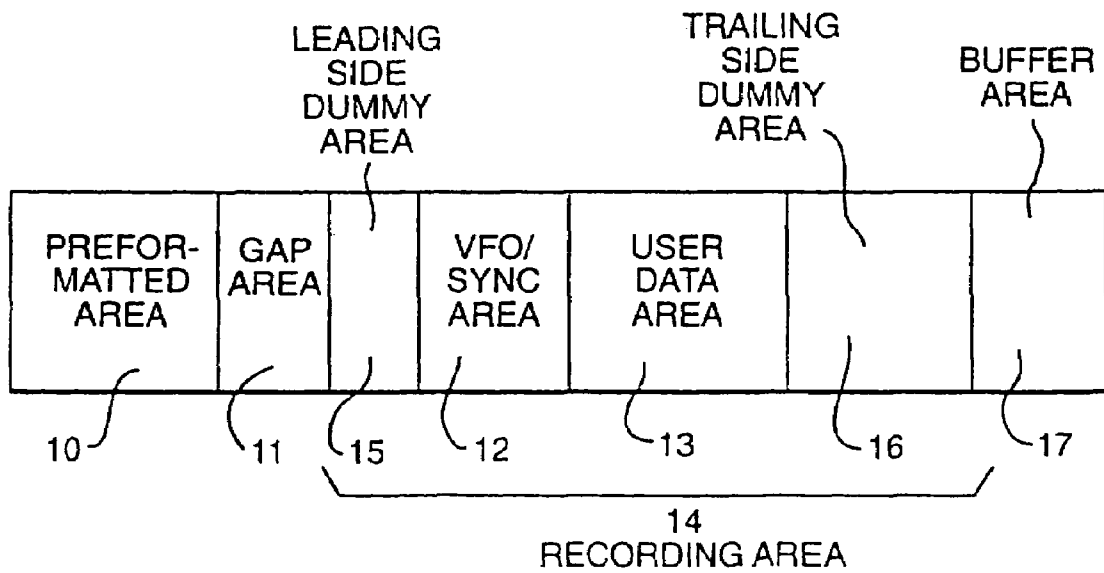 LEADING
SIDE
DUMMY
AREA
TRAILING
SIDE
DUMMY
AREA
BUFFER
AREA
PREFOR-
MATTED
AREA
GAP
AREA
VFO/
SYNC
AREA
USER
DATA
AREA
10
11
15
12
13
16
17
14
RECORDING AREA